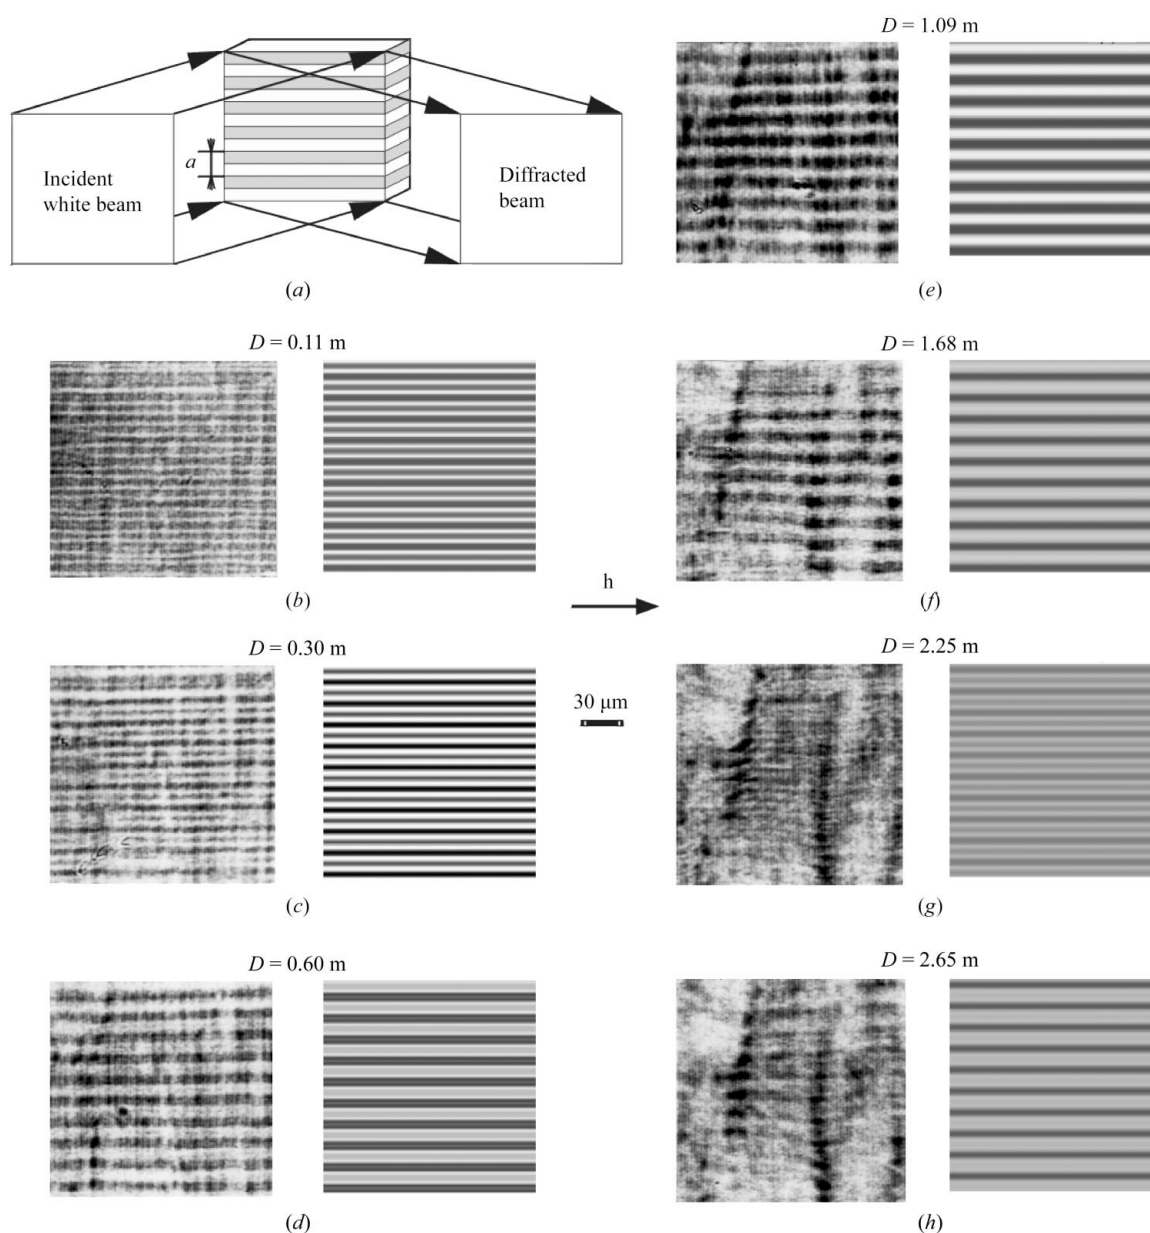 a
Incident
white beam
Diffracted
beam
(a)
D = 0.11 m
(b)
D = 0.30 m
(c)
D = 0.60 m
(d)
h
30 μm
D = 1.09 m
(e)
D = 1.68 m
(f)
D = 2.25 m
(g)
D = 2.65 m
(h)